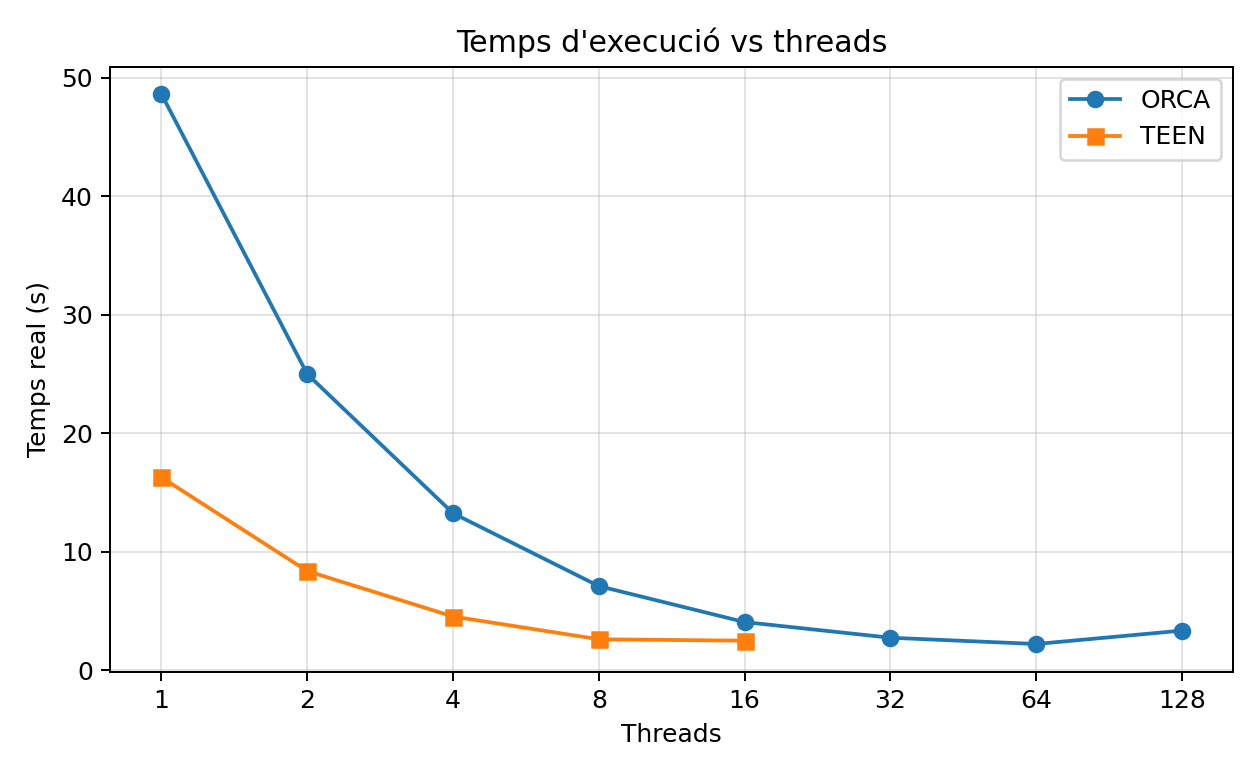 Temps d'execució vs threads
50
40
30
20
10
0
Temps real (s)
ORCA
TEEN
1 2 4 8 16 32 64 128
Threads